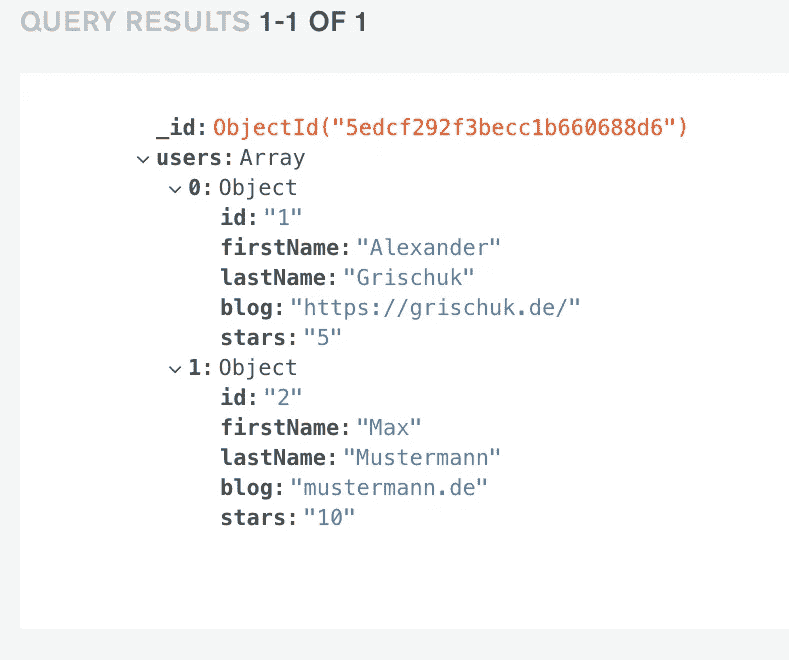 QUERY RESULTS 1-1 OF 1
_id: ObjectId("5edcf292f3becc1b660688d6")
users: Array
0: Object
id: "1"
firstName: "Alexander"
lastName: "Grischuk"
blog: "https://grischuk.de/"
stars: "5"
1: Object
id: "2"
firstName: "Max"
lastName: "Mustermann"
blog: "mustermann.de"
stars: "10"